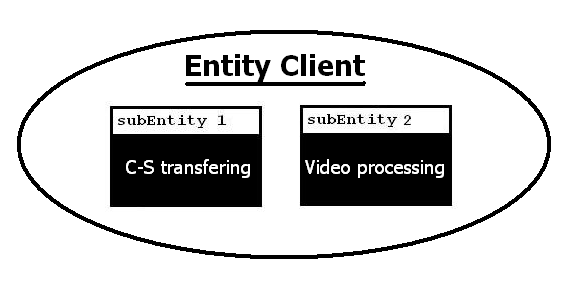 Entity Client
subEntity 1
C-S transfering
subEntity 2
Video processing